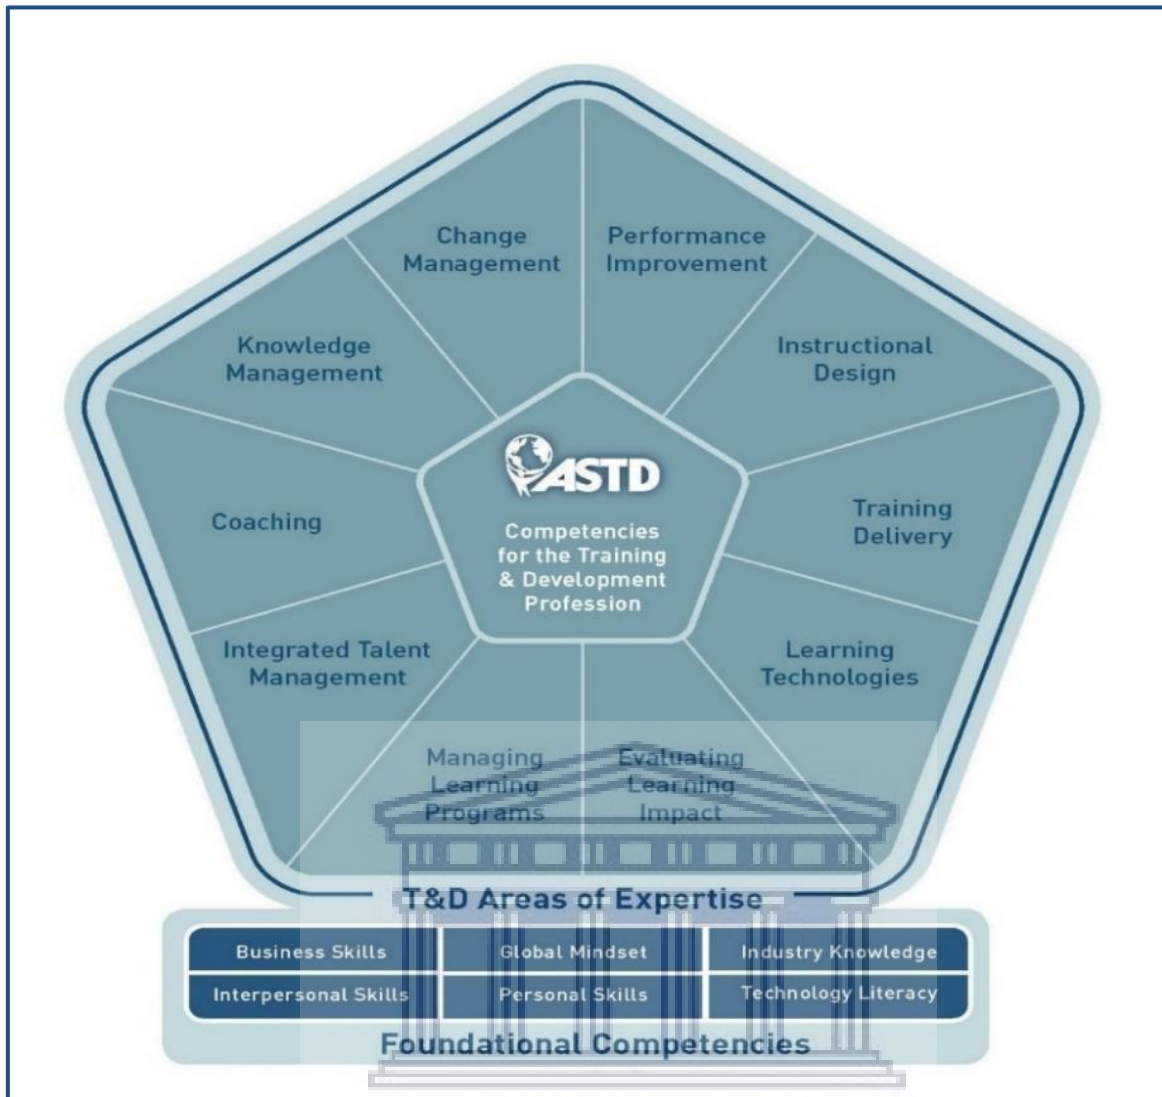 Change
Management
Performance
Improvement
Knowledge
Management
Instructional
Design
Coaching
Training
Delivery
Integrated Talent
Management
Learning
Technologies
Managing
Learning
Programs
Evaluating
Learning
Impact
ASTD
Competencies
for the Training
& Development
Profession
T&D Areas of Expertise
Business Skills
Global Mindset
Industry Knowledge
Interpersonal Skills
Personal Skills
Technology Literacy
Foundational Competencies